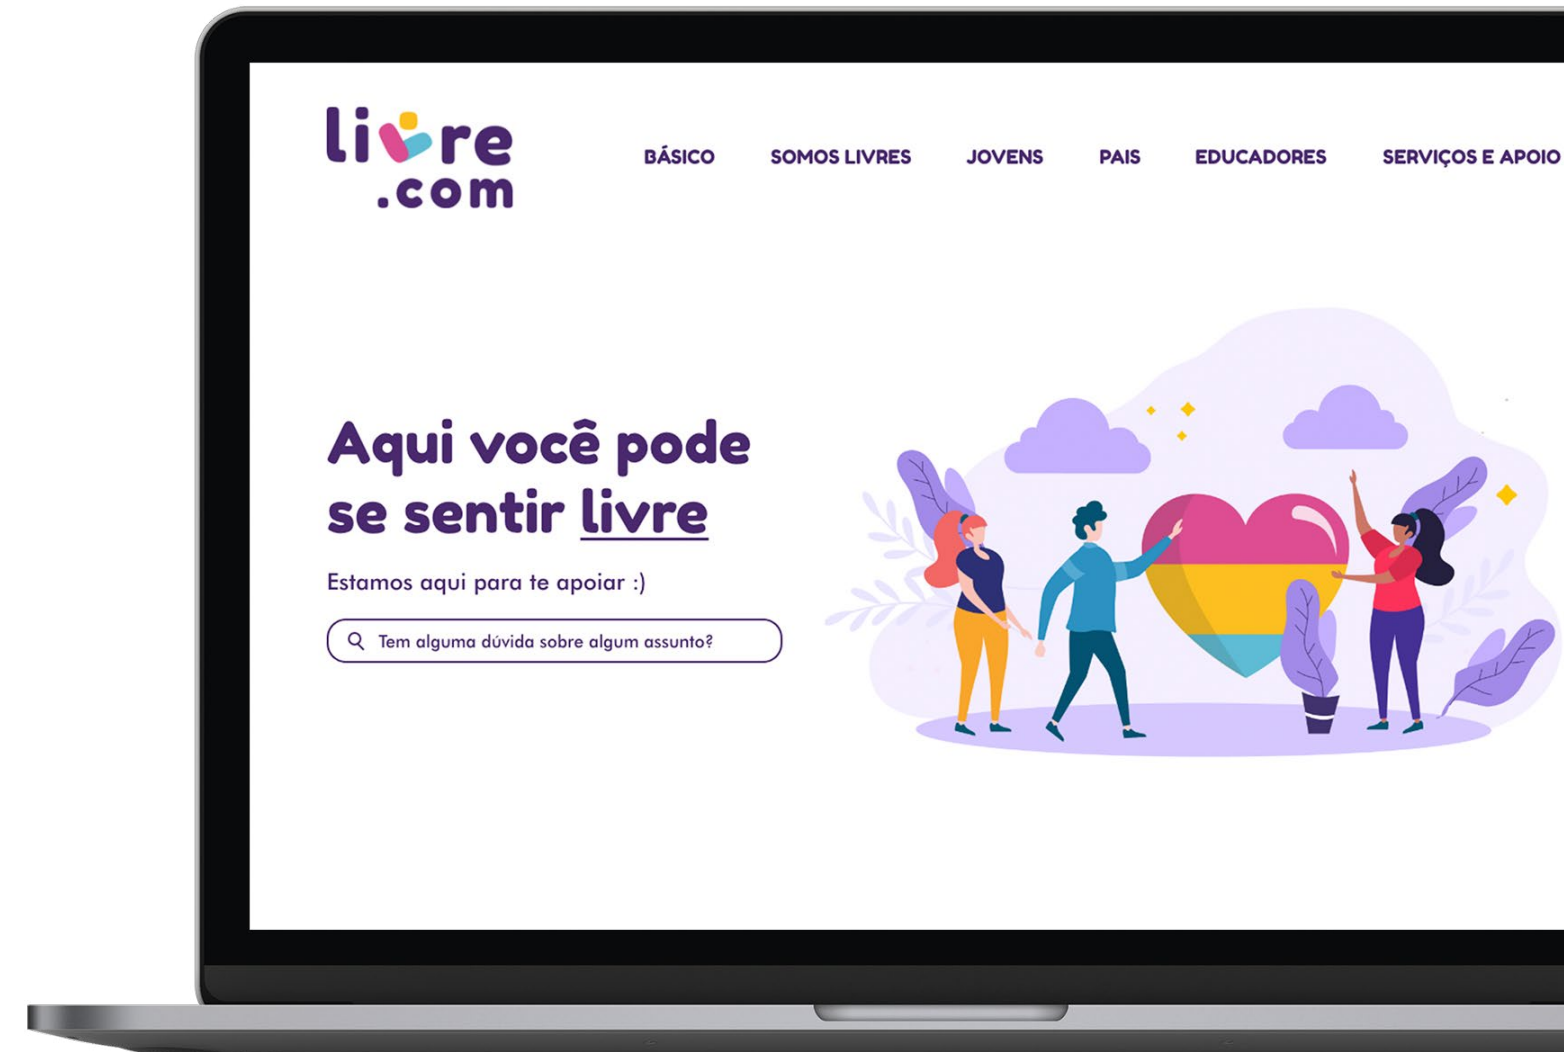 livre
.com
BÁSICO SOMOS LIVRES JOVENS PAIS EDUCADORES SERVIÇOS E APOIO
Aqui você pode
se sentir livre
Estamos aqui para te apoiar :)
Tem alguma dúvida sobre algum assunto?